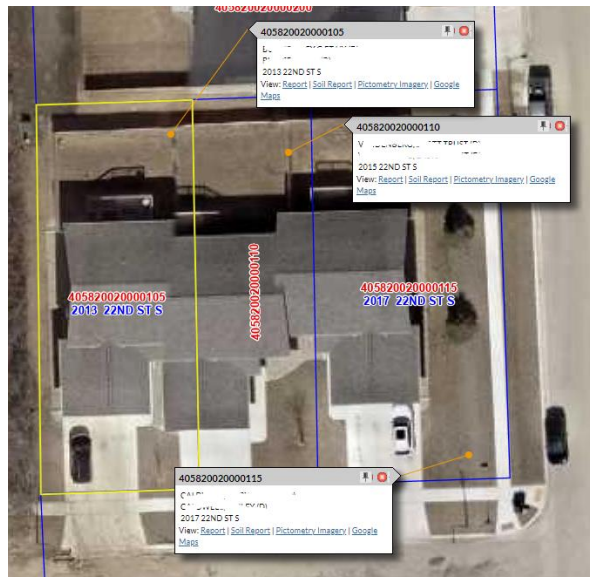 405820020000200
405820020000105
2013 22ND ST S
View: Report | Soil Report | Pictometry Imagery | Google
Maps
405820020000110
2015 22ND ST S
View: Report | Soil Report | Pictometry Imagery | Google
Maps
405820020000110
405820020000105
2013 22ND ST S
405820020000115
2017 22ND ST S
405820020000115
2017 22ND ST S
View: Report | Soil Report | Pictometry Imagery | Google
Maps